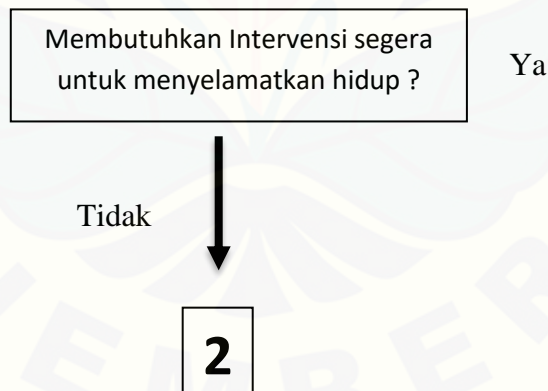 Membutuhkan Intervensi segera
untuk menyelamatkan hidup ?
Ya
Tidak
2